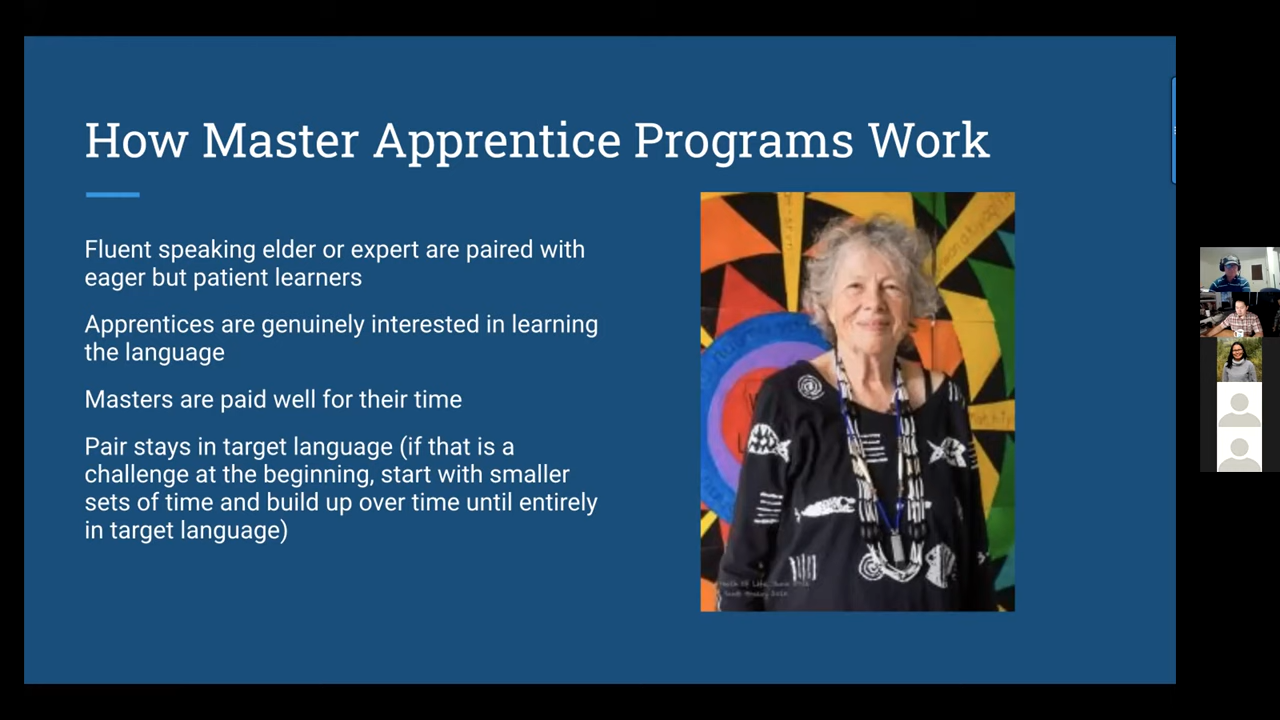 How Master Apprentice Programs Work
Fluent speaking elder or expert are paired with
eager but patient learners
Apprentices are genuinely interested in learning
the language
Masters are paid well for their time
Pair stays in target language (if that is a
challenge at the beginning, start with smaller
sets of time and build up over time until entirely
in target language)